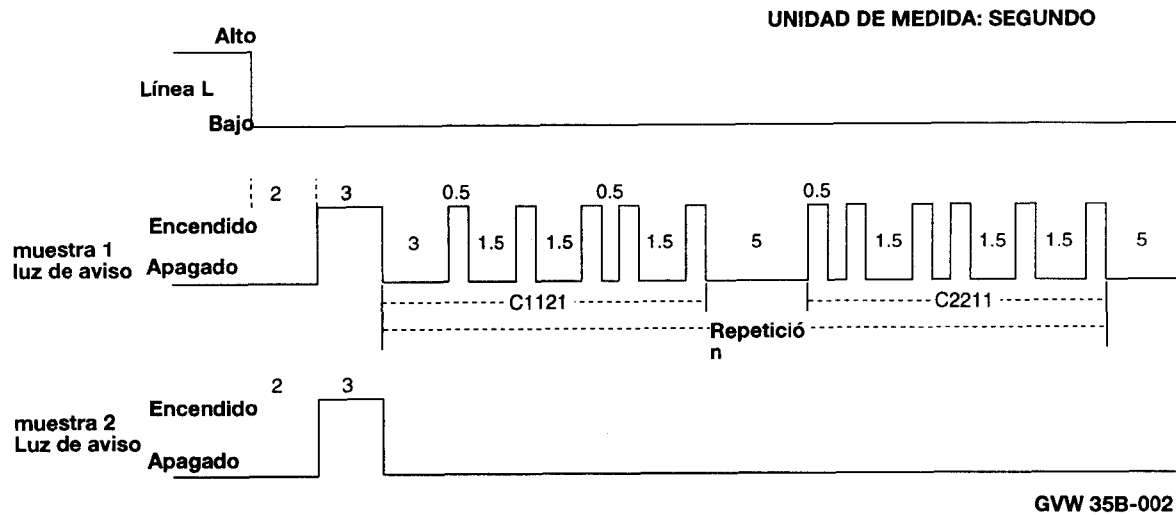 UNIDAD DE MEDIDA: SEGUNDO
Alto
Línea L
Bajo
2 3 0.5 0.5 0.5
Encendido
3 1.5 1.5 1.5 5 1.5 1.5 1.5 5
muestra 1
luz de aviso
Apagado
C1121 C2211
Repetició
n
2 3
Encendido
muestra 2
Luz de aviso
Apagado
GVW 35B-002